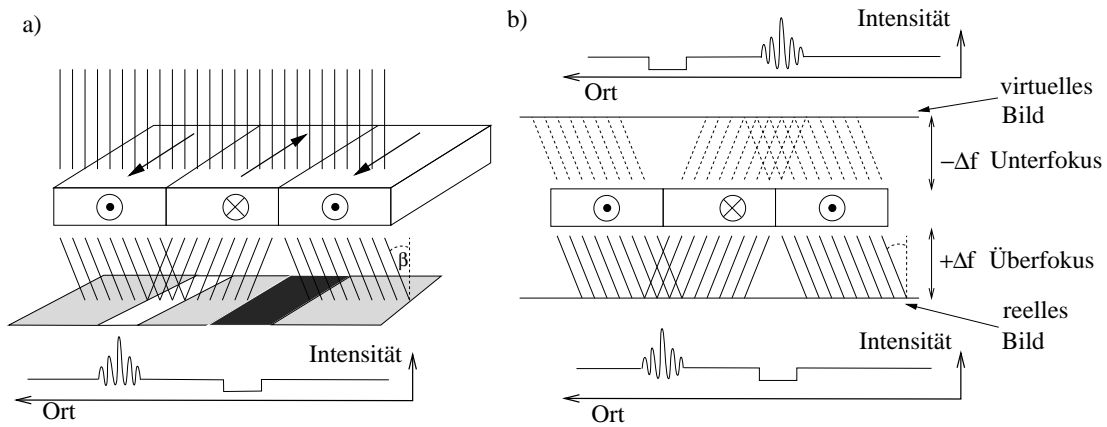 a)
β
Intensität
Ort
b)
Intensität
Ort
virtuelles
Bild
−Δf Unterfokus
+Δf Überfokus
reelles
Bild
Intensität
Ort